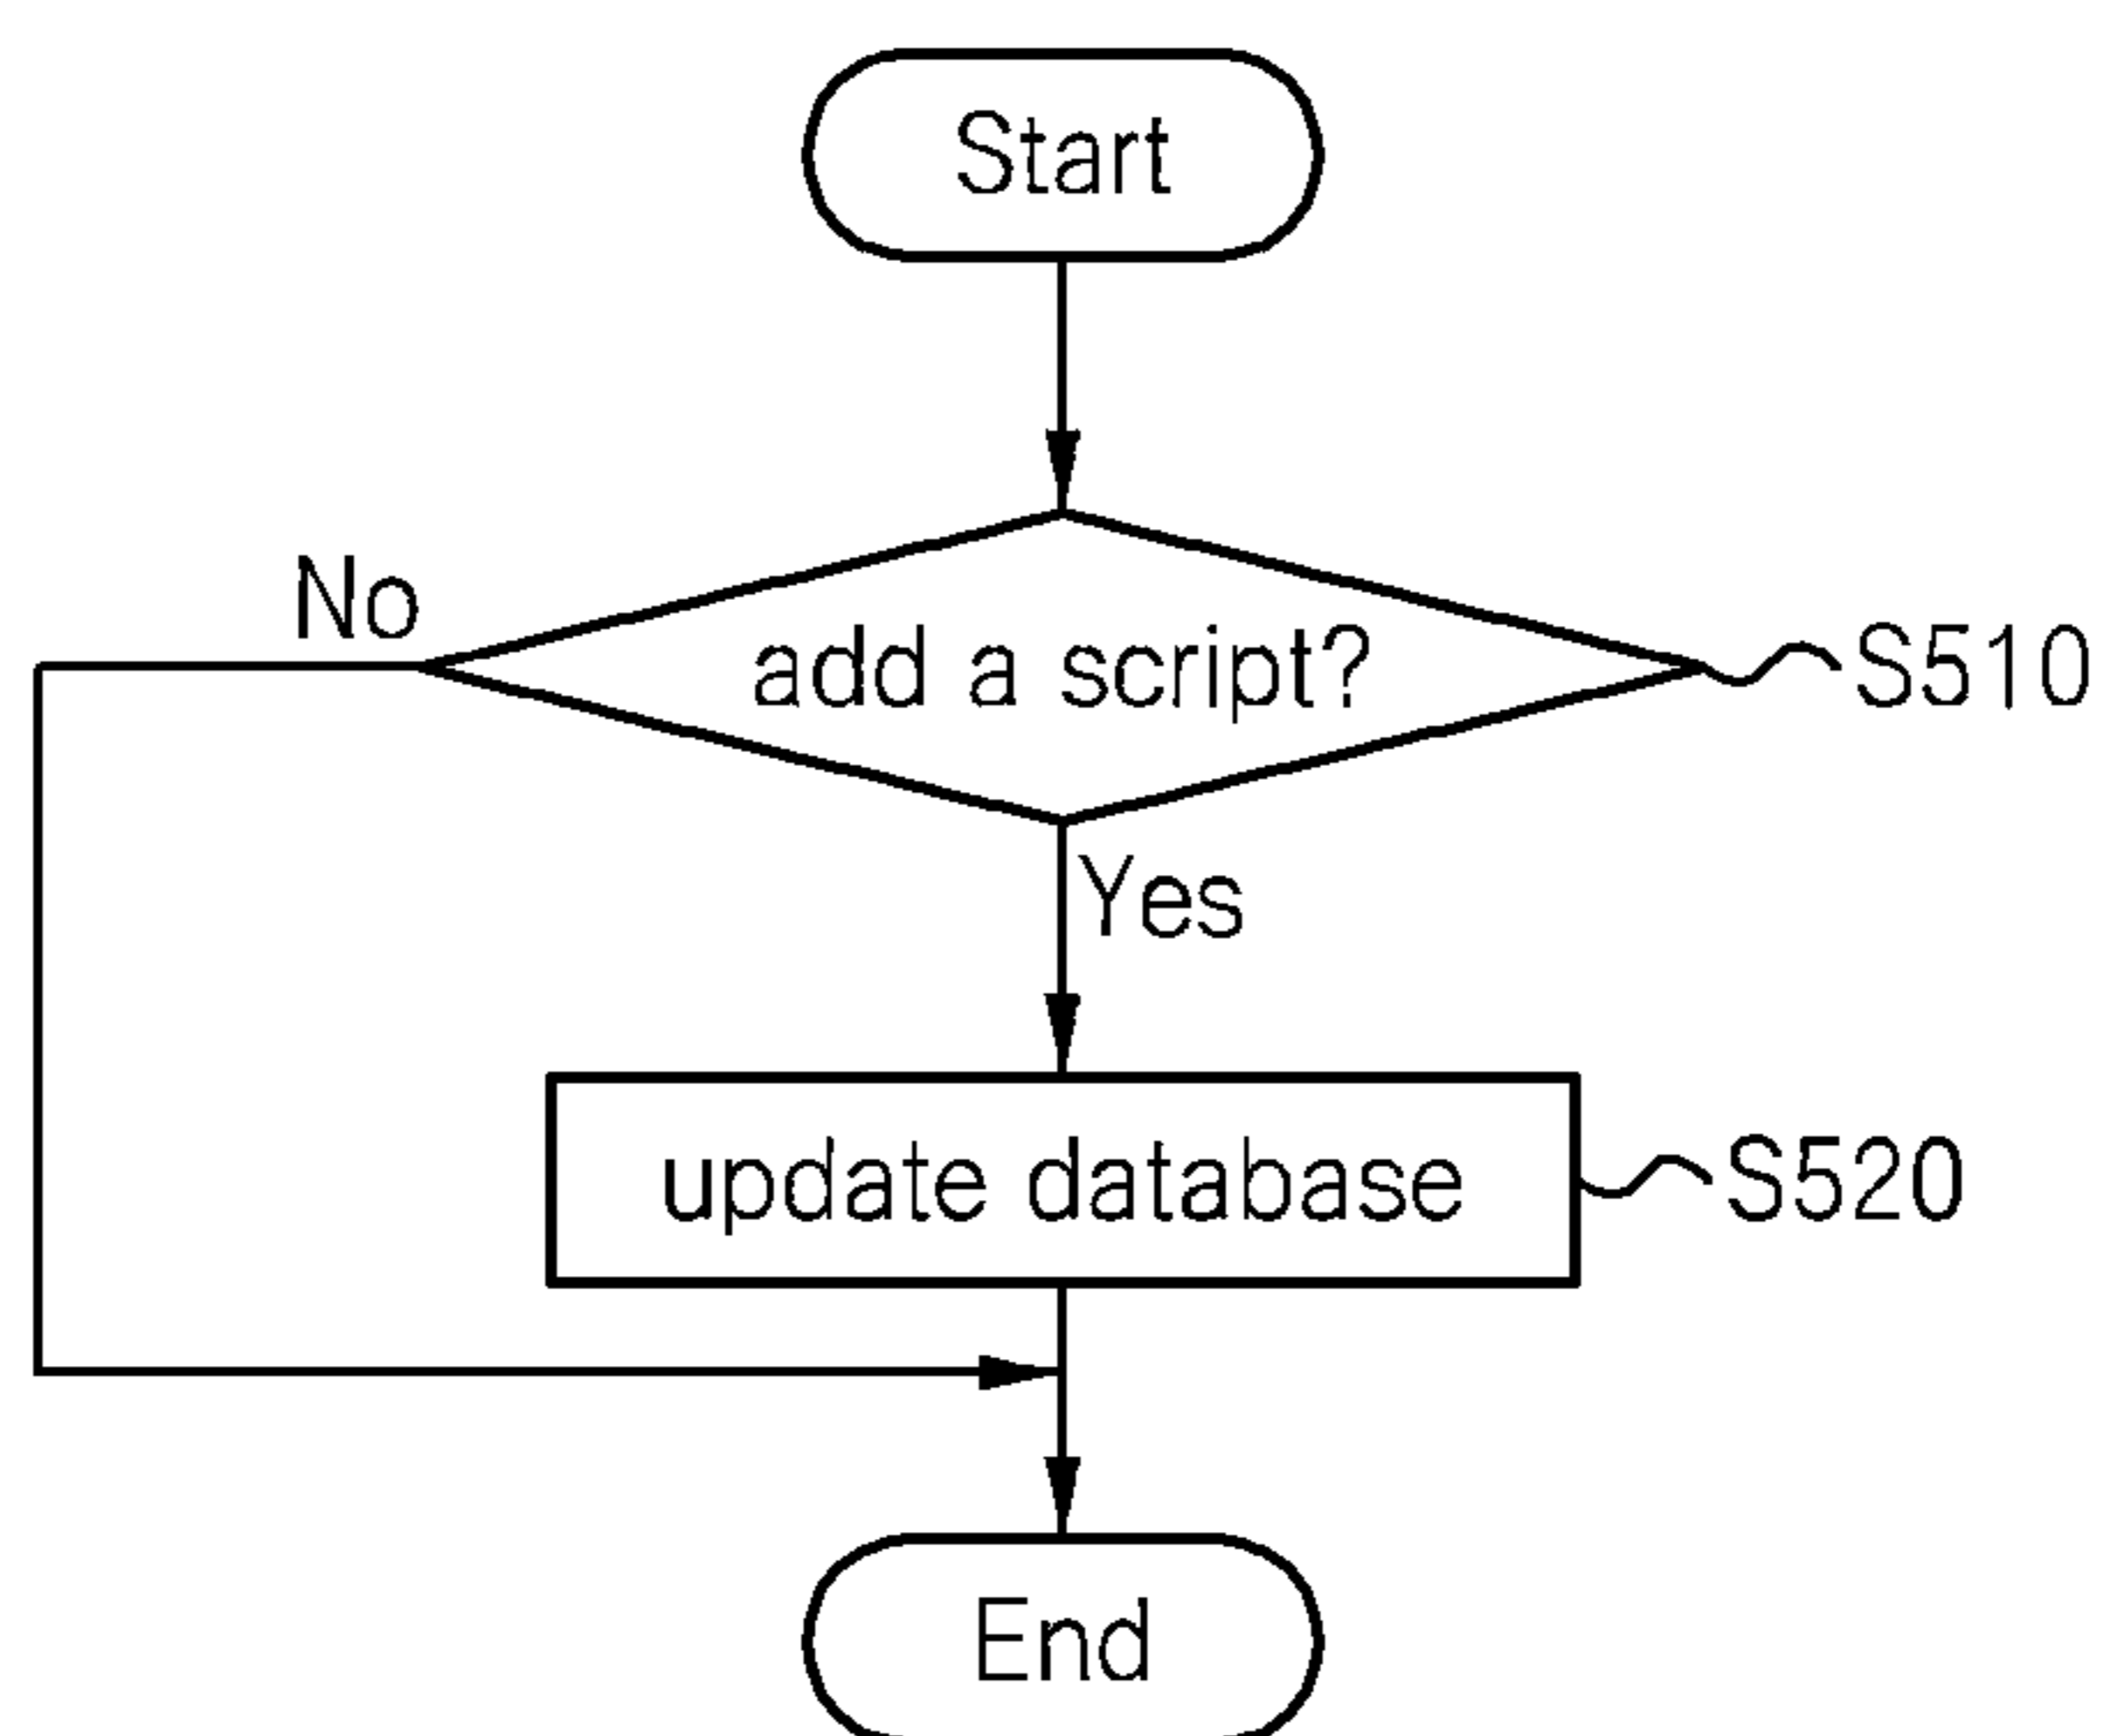 Start
No
add a script?
S510
Yes
update database
S520
End